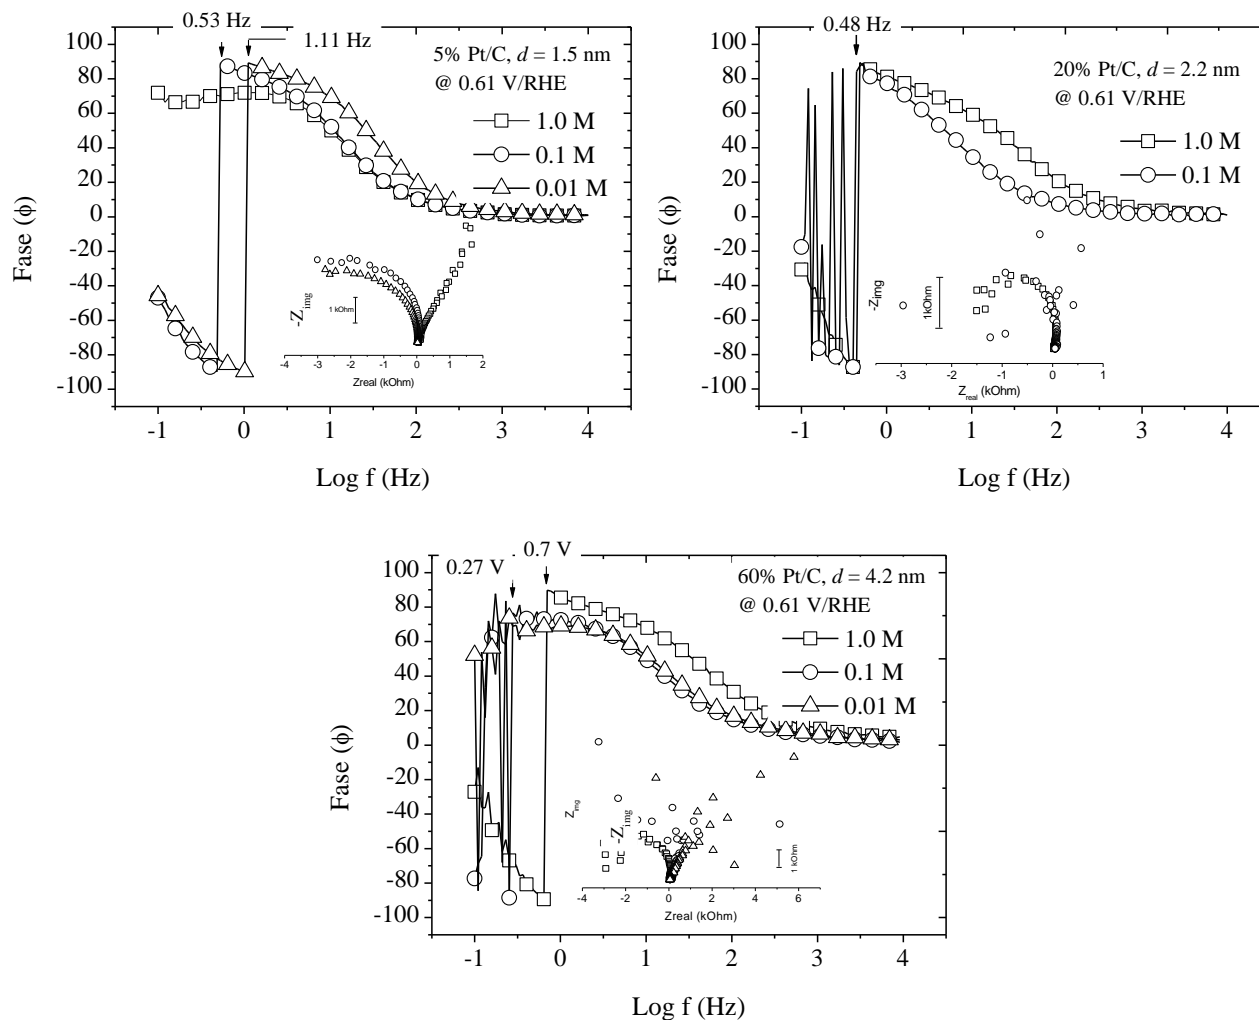 0.53 Hz
1.11 Hz
5% Pt/C, d = 1.5 nm
@ 0.61 V/RHE
1.0 M
0.1 M
0.01 M
100
80
60
40
20
0
-20
-40
-60
-80
-100
Fase (ϕ)
-Z img
1 kOhm
-4 -3 -2 -1 0 1 2
Zreal (kOhm)
-1 0 1 2 3 4
Log f (Hz)
0.48 Hz
20% Pt/C, d = 2.2 nm
@ 0.61 V/RHE
1.0 M
0.1 M
100
80
60
40
20
0
-20
-40
-60
-80
-100
Fase (ϕ)
-Zimg
1kOhm
-3 -2 -1 0 1
Z real (kOhm)
-1 0 1 2 3 4
Log f (Hz)
0.7 V
0.27 V
60% Pt/C, d = 4.2 nm
@ 0.61 V/RHE
1.0 M
0.1 M
0.01 M
100
80
60
40
20
0
-20
-40
-60
-80
-100
Fase (ϕ)
Z img
-Z img
1 kOhm
-4 -2 0 2 4 6
Zreal (kOhm)
-1 0 1 2 3 4
Log f (Hz)